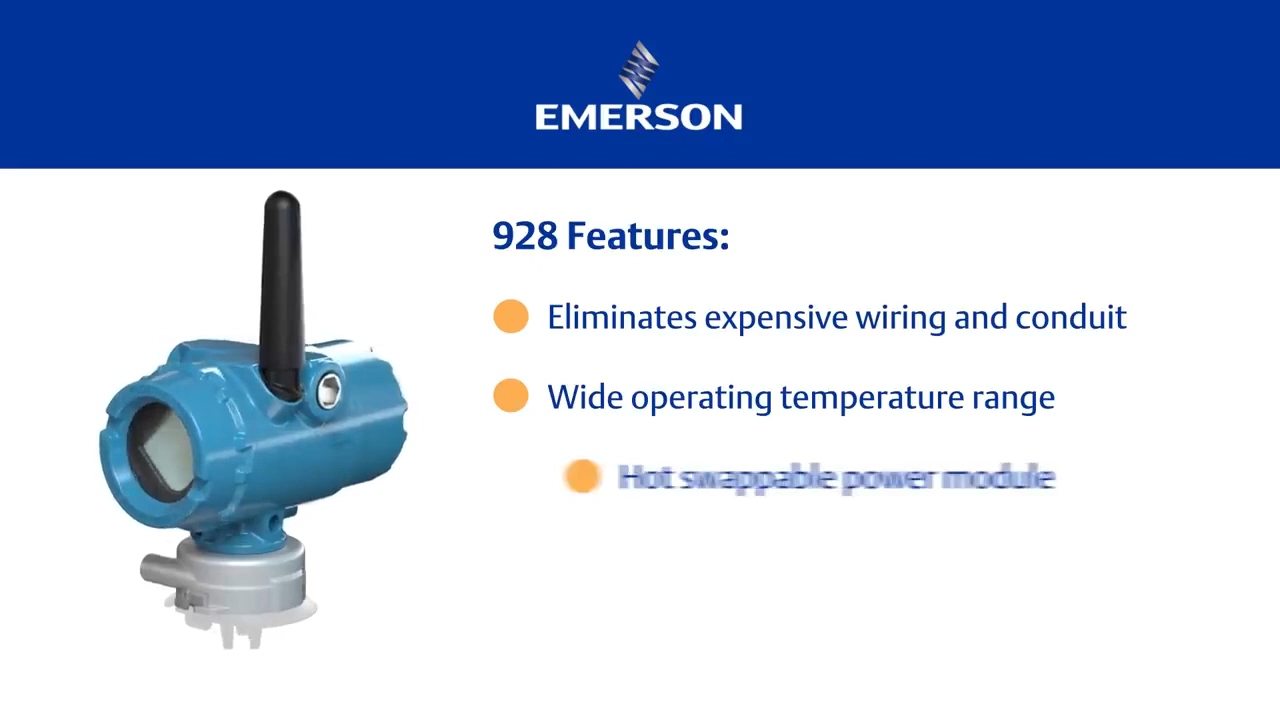 EMERSON
928 Features:
Eliminates expensive wiring and conduit
Wide operating temperature range
Hot swappable power module